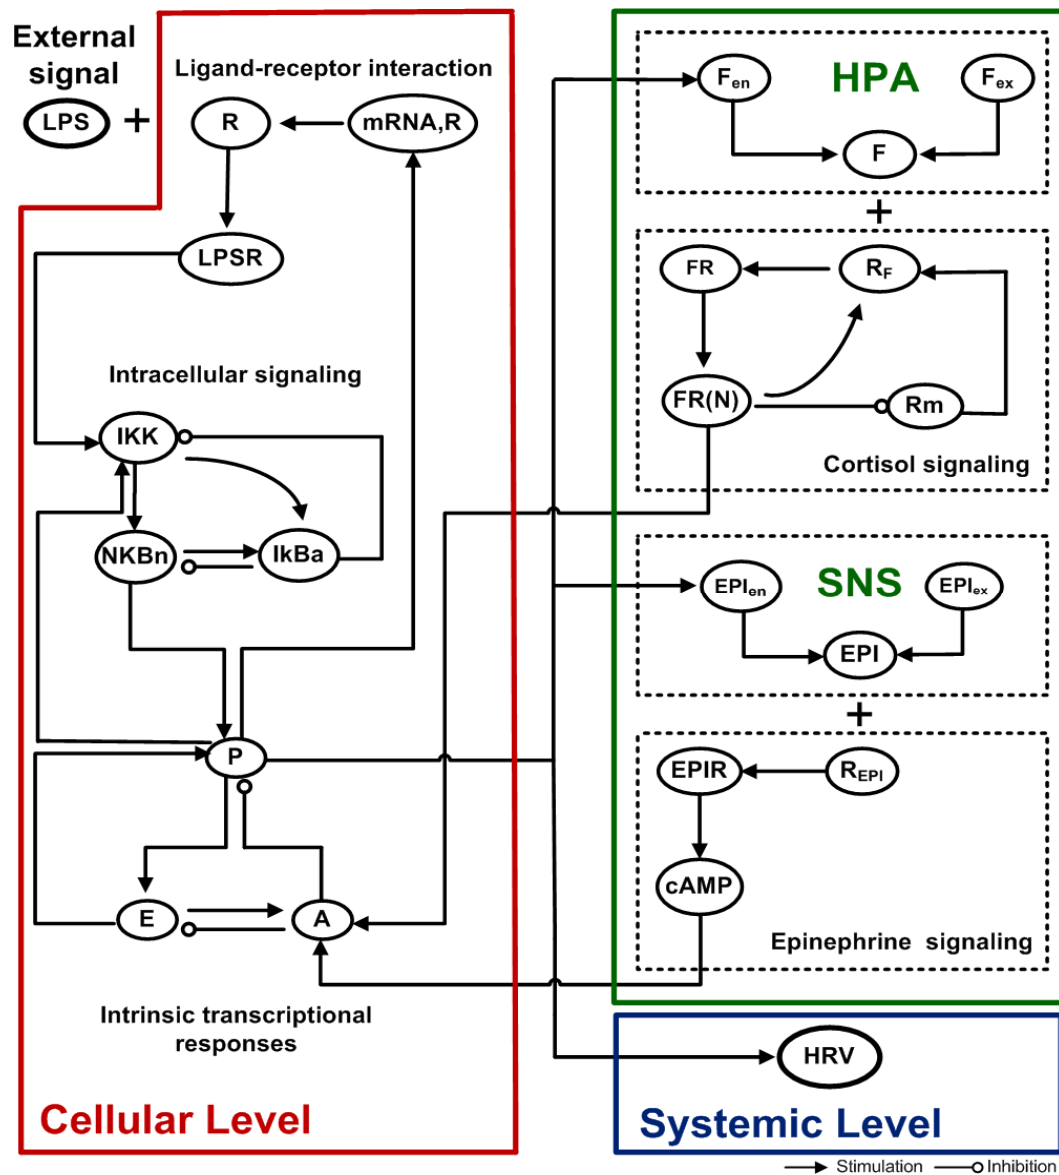 External
signal
LPS
+
Ligand-receptor interaction
R
mRNA,R
LPSR
Intracellular signaling
IKK
NKBn
IkBa
P
E
A
Intrinsic transcriptional
responses
Cellular Level
HPA
Fen
Fex
F
+
FR
RF
FR(N)
Rm
Cortisol signaling
SNS
EPIen
EPIex
EPI
+
EPIR
REPI
cAMP
Epinephrine signaling
HRV
Systemic Level
Stimulation
Inhibition